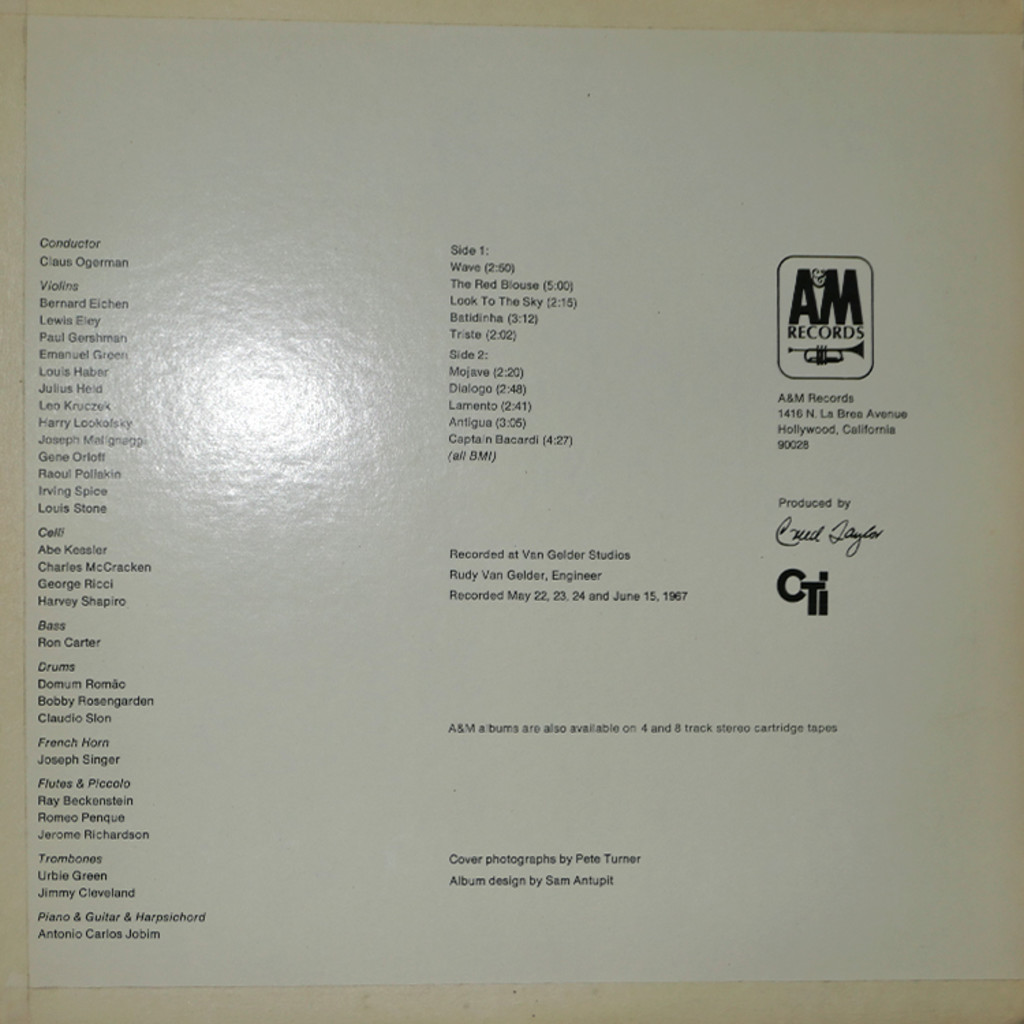 Conductor
Claus Ogerman
Violins
Bernard Eichen
Lewis Eley
Paul Gershman
Emanuel Green
Louis Haber
Julius Held
Leo Kruczek
Harry Lookofsky
Joseph Malignaggi
Gene Orloff
Raoul Poliakin
Irving Spice
Louis Stone
Celli
Abe Kessler
Charles McCracken
George Ricci
Harvey Shapiro
Bass
Ron Carter
Drums
Domum Romão
Bobby Rosengarden
Claudio Slon
French Horn
Joseph Singer
Flutes & Piccolo
Ray Beckenstein
Romeo Penque
Jerome Richardson
Trombones
Urbie Green
Jimmy Cleveland
Piano & Guitar & Harpsichord
Antonio Carlos Jobim
Side 1:
Wave (2:50)
The Red Blouse (5:00)
Look To The Sky (2:15)
Batidinha (3:12)
Triste (2:02)
Side 2:
Mojave (2:20)
Dialogo (2:48)
Lamento (2:41)
Antigua (3:05)
Captain Bacardi (4:27)
(all BMI)
Recorded at Van Gelder Studios
Rudy Van Gelder, Engineer
Recorded May 22, 23, 24 and June 15, 1967
A&M albums are also available on 4 and 8 track stereo cartridge tapes
Cover photographs by Pete Turner
Album design by Sam Antupit
A&M
RECORDS
A&M Records
1416 N. La Brea Avenue
Hollywood, California
90028
Produced by
Creed Taylor
CTi